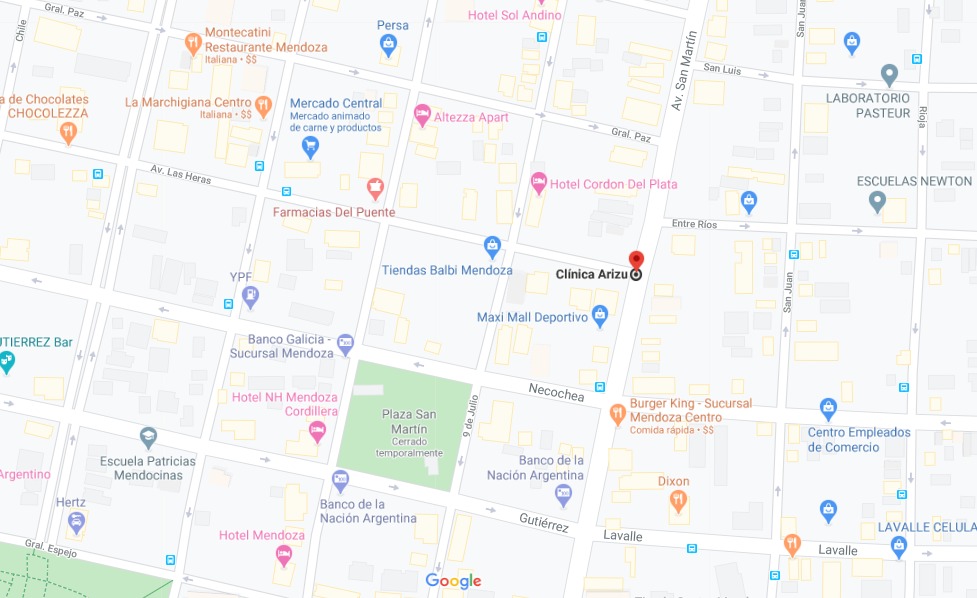 Gral. Paz
Chile
Montecatini
Restaurante Mendoza
Italiana • $$
Persa
Hotel Sol Andino
Av. San Martín
San Luis
San Juan
LABORATORIO
PASTEUR
Rioja
a de Chocolates
CHOCOLEZZA
La Marchigiana Centro
Italiana • $$
Mercado Central
Mercado animado
de carne y productos
Altezza Apart
Gral. Paz
Av. Las Heras
Farmacias Del Puente
Hotel Cordon Del Plata
ESCUELAS NEWTON
Entre Ríos
Tiendas Balbi Mendoza
Clínica Arizu
YPF
San Juan
Maxi Mall Deportivo
UTIERREZ Bar
Banco Galicia -
Sucursal Mendoza
Necochea
Hotel NH Mendoza
Cordillera
Plaza San
Martín
Cerrado
temporalmente
9 de Julio
Burger King - Sucursal
Mendoza Centro
Comida rápida • $$
Centro Empleados
de Comercio
Escuela Patricias
Mendocinas
Argentino
Banco de la
Nación Argentina
Hertz
Banco de la
Nación Argentina
Dixon
Gutiérrez
Lavalle
Lavalle
LAVALLE CELULA
Hotel Mendoza
Gral. Espejo
Google